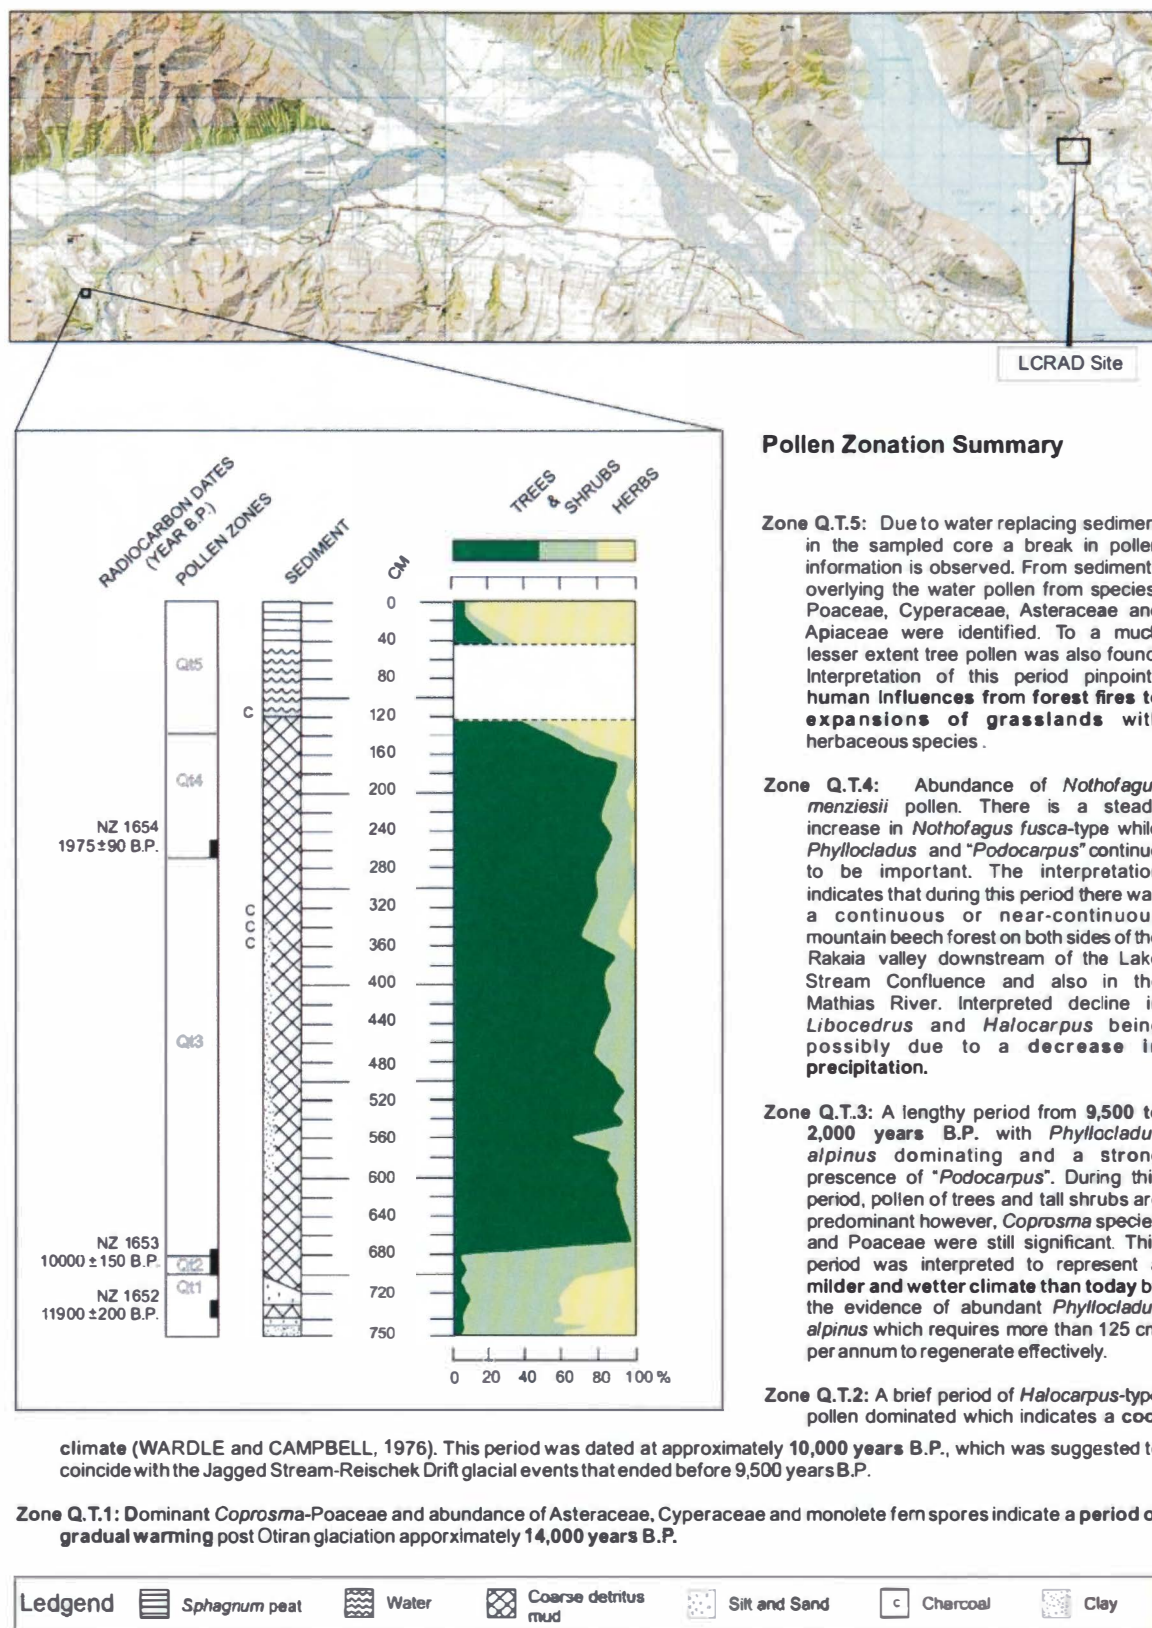 LCRAD Site
RADIOCARBON DATES
(YEAR B.P.)
POLLEN ZONES
SEDIMENT
CM
TREES
&
SHRUBS
HERBS
0
40
80
120
160
200
240
280
320
360
400
440
480
520
560
600
640
680
720
750
Qt5
C
Qt4
NZ 1654
1975±90 B.P.
C
C
C
Qt3
NZ 1653
10000±150 B.P.
Qt2
Qt1
NZ 1652
11900±200 B.P.
0 20 40 60 80 100%
Pollen Zonation Summary
Zone Q.T.5: Due to water replacing sedimen
in the sampled core a break in polle
information is observed. From sediment
overlying the water pollen from species
Poaceae, Cyperaceae, Asteraceae and
Apiaceae were identified. To a muc
lesser extent tree pollen was also found
Interpretation of this period pinpoint
human influences from forest fires t
expansions of grasslands wit
herbaceous species .
Zone Q.T.4: Abundance of Nothofagu
menziesii pollen. There is a stead
increase in Nothofagus fusca-type whil
Phyllocladus and "Podocarpus" continu
to be important. The interpretation
indicates that during this period there wa
a continuous or near-continuou
mountain beech forest on both sides of the
Rakaia valley downstream of the Lak
Stream Confluence and also in th
Mathias River. Interpreted decline i
Libocedrus and Halocarpus being
possibly due to a decrease i
precipitation.
Zone Q.T.3: A lengthy period from 9,500 t
2,000 years B.P. with Phyllocladu
alpinus dominating and a strong
prescence of "Podocarpus". During thi
period, pollen of trees and tall shrubs ar
predominant however, Coprosma specie
and Poaceae were still significant. Thi
period was interpreted to represent a
milder and wetter climate than today b
the evidence of abundant Phyllocladu
alpinus which requires more than 125 cm
per annum to regenerate effectively.
Zone Q.T.2: A brief period of Halocarpus-type
pollen dominated which indicates a coo
climate (WARDLE and CAMPBELL, 1976). This period was dated at approximately 10,000 years B.P., which was suggested t
coincide with the Jagged Stream-Reischek Drift glacial events that ended before 9,500 years B.P.
Zone Q.T.1: Dominant Coprosma-Poaceae and abundance of Asteraceae, Cyperaceae and monolete fern spores indicate a period o
gradual warming post Otiran glaciation apporximately 14,000 years B.P.
Ledgend Sphagnum peat Water Coarse detritus mud Silt and Sand c Charcoal Clay